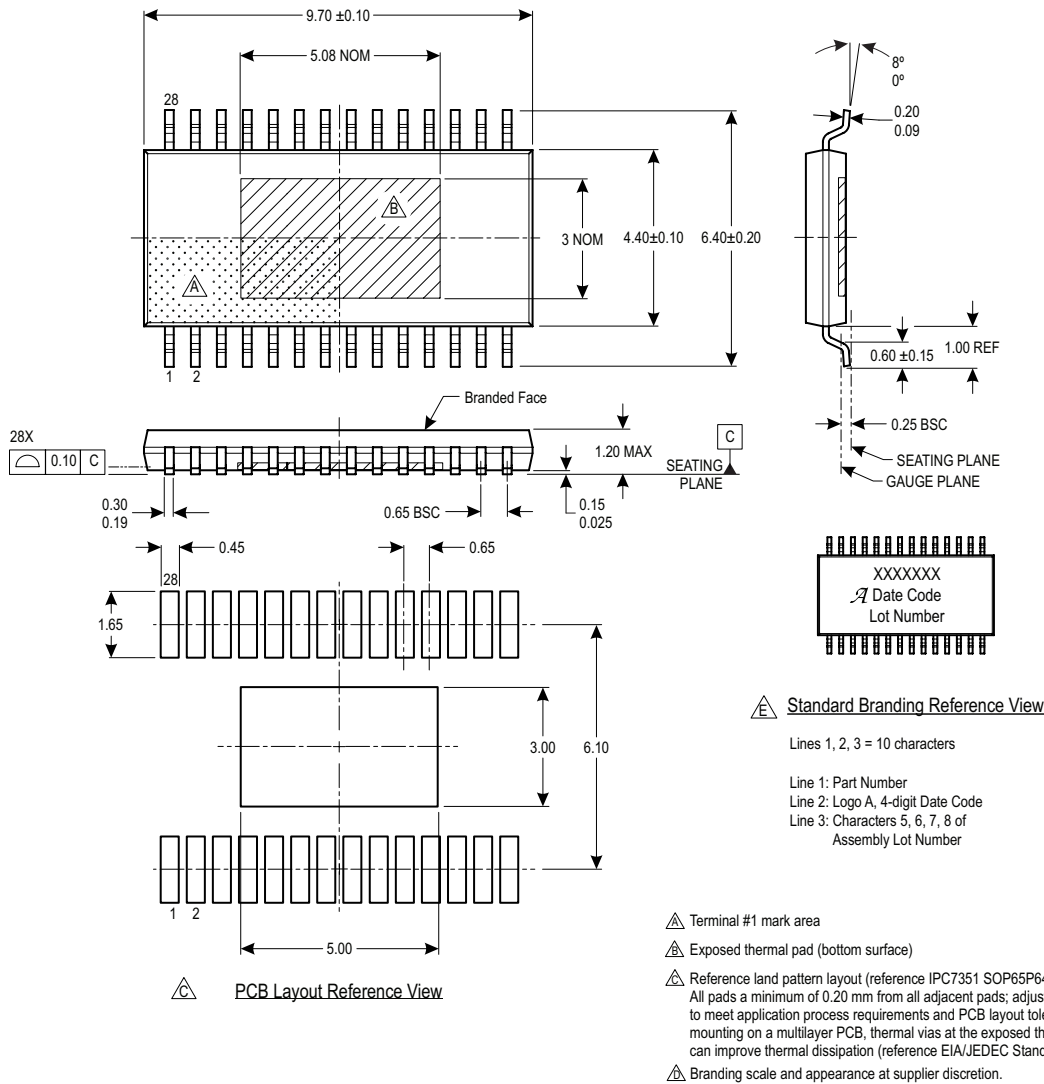 9.70 ±0.10
5.08 NOM
28
8º
0º
0.20
0.09
B
3 NOM
4.40±0.10
6.40±0.20
A
1 2
0.60 ±0.15
1.00 REF
0.25 BSC
SEATING PLANE
GAUGE PLANE
Branded Face
28X
0.10 C
1.20 MAX
C
SEATING
PLANE
0.30
0.19
0.65 BSC
0.15
0.025
0.45
0.65
28
1.65
3.00
6.10
1 2
5.00
C PCB Layout Reference View
XXXXXXX
A Date Code
Lot Number
E Standard Branding Reference View
Lines 1, 2, 3 = 10 characters
Line 1: Part Number
Line 2: Logo A, 4-digit Date Code
Line 3: Characters 5, 6, 7, 8 of
Assembly Lot Number
A Terminal #1 mark area
B Exposed thermal pad (bottom surface)
C Reference land pattern layout (reference IPC7351 SOP65P64
All pads a minimum of 0.20 mm from all adjacent pads; adjus
to meet application process requirements and PCB layout tole
mounting on a multilayer PCB, thermal vias at the exposed th
can improve thermal dissipation (reference EIA/JEDEC Stand
D Branding scale and appearance at supplier discretion.